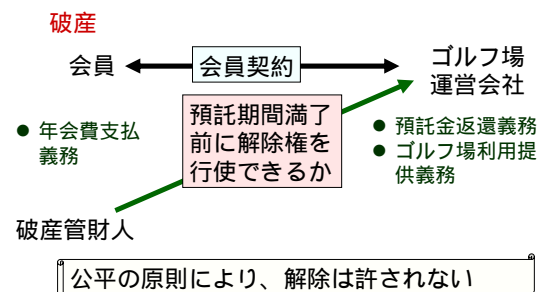 破産
会員
会員契約
ゴルフ場
運営会社
● 年会費支払
義務
預託期間満了
前に解除権を
行使できるか
● 預託金返還義務
● ゴルフ場利用提
供義務
破産管財人
公平の原則により、解除は許されない